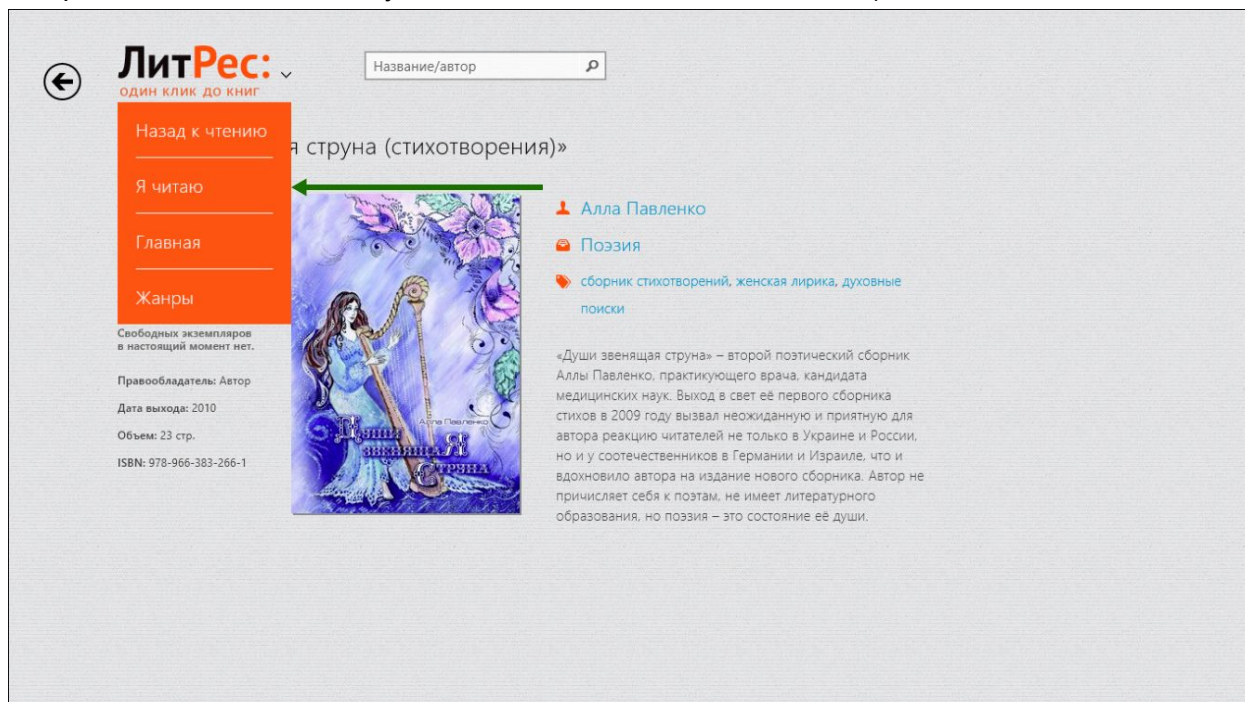 ЛитРес:
один клик до книг
Название/автор
Назад к чтению
Я читаю
Главная
Жанры
я струна (стихотворения)»
Свободных экземпляров
в настоящий момент нет.
Правообладатель: Автор
Дата выхода: 2010
Объем: 23 стр.
ISBN: 978-966-383-266-1
Алла Павленко
Души
звенящая
Струна
Алла Павленко
Поэзия
сборник стихотворений, женская лирика, духовные
поиски
«Души звенящая струна» – второй поэтический сборник
Аллы Павленко, практикующего врача, кандидата
медицинских наук. Выход в свет её первого сборника
стихов в 2009 году вызвал неожиданную и приятную для
автора реакцию читателей не только в Украине и России,
но и у соотечественников в Германии и Израиле, что и
вдохновило автора на издание нового сборника. Автор не
причисляет себя к поэтам, не имеет литературного
образования, но поэзия – это состояние её души.